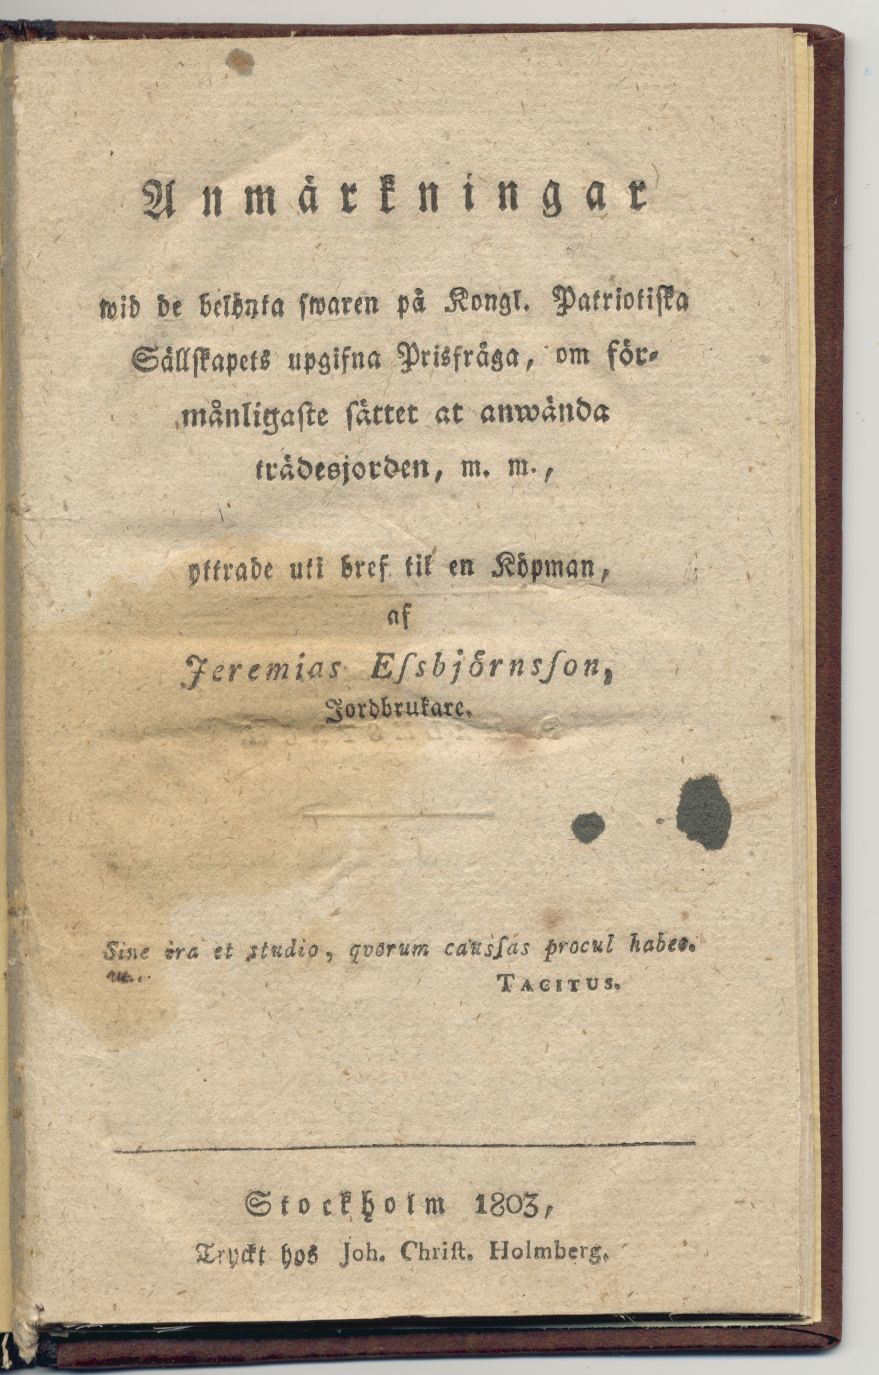 Anmärkningar
wid de belönta swaren på Kongl. Patriotiſka
Sällſkapets upgifna Prisfråga, om för-
månligaſte ſättet at anwända
trädesjorden, m. m.,
yttrade uti bref til en Köpman,
af
Jeremias Eſsbjörnsſon,
Jordbrukare.
Sine ira et studio, qvorum causſas procul habeo.
TACITUS.
Stockholm 1803,
Tryckt hos Joh. Chriſt. Holmberg.